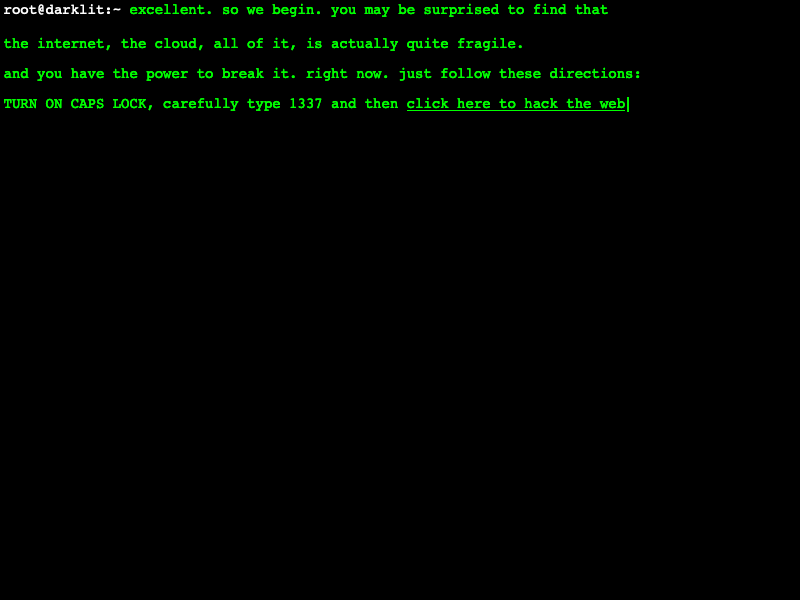 root@darklit:~ excellent. so we begin. you may be surprised to find that
the internet, the cloud, all of it, is actually quite fragile.
and you have the power to break it. right now. just follow these directions:
TURN ON CAPS LOCK, carefully type 1337 and then click here to hack the web